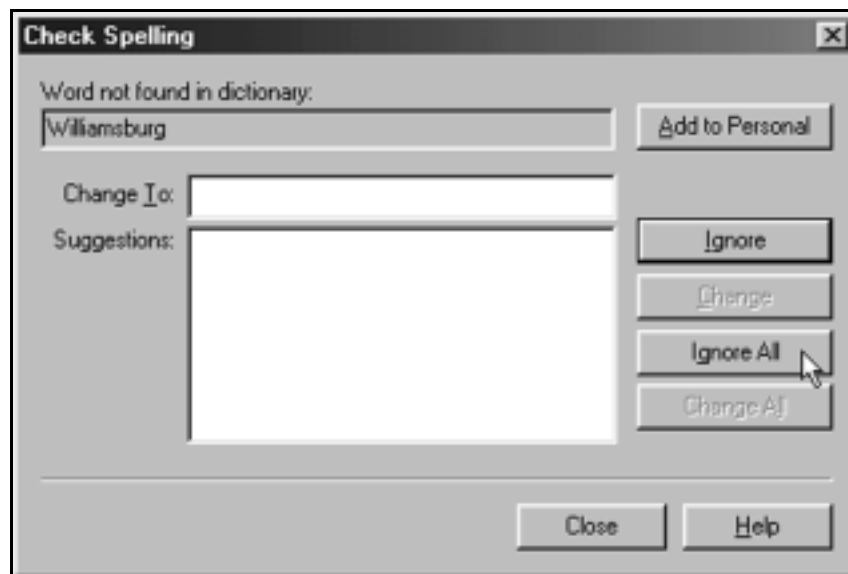 Check Spelling
Word not found in dictionary:
Williamsburg
Add to Personal
Change To:
Suggestions:
Ignore
Change
Ignore All
Change All
Close
Help